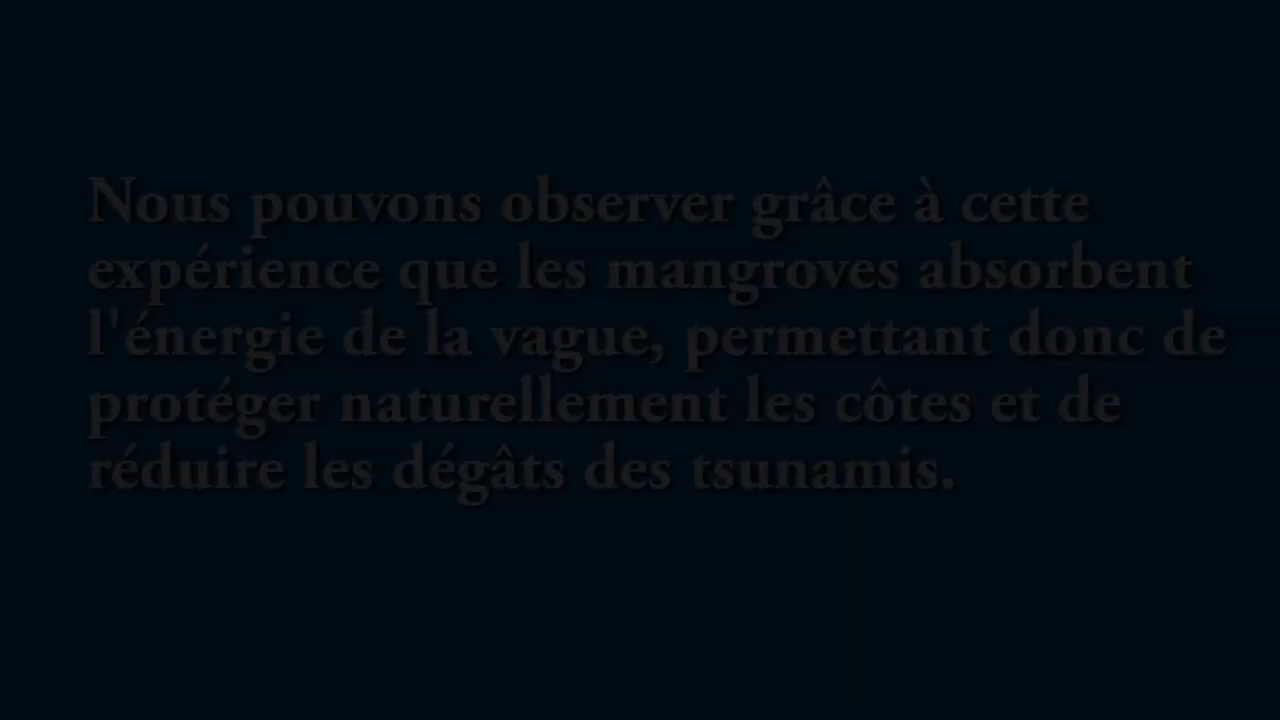 Nous pouvons observer grâce à cette
expérience que les mangroves absorbent
l'énergie de la vague, permettant donc de
protéger naturellement les côtes et de
réduire les dégâts des tsunamis.